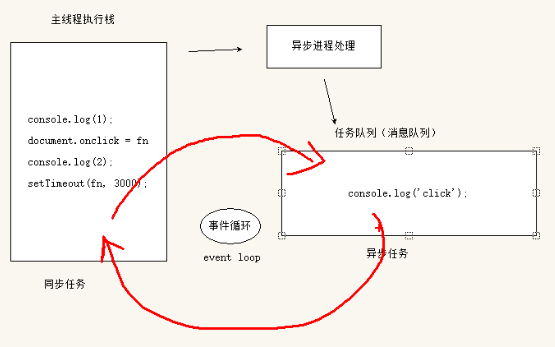 主线程执行栈
异步进程处理
console.log(1);
document.onclick = fn
console.log(2);
setTimeout(fn, 3000);
任务队列（消息队列）
console.log('click');
事件循环
event loop
异步任务
同步任务